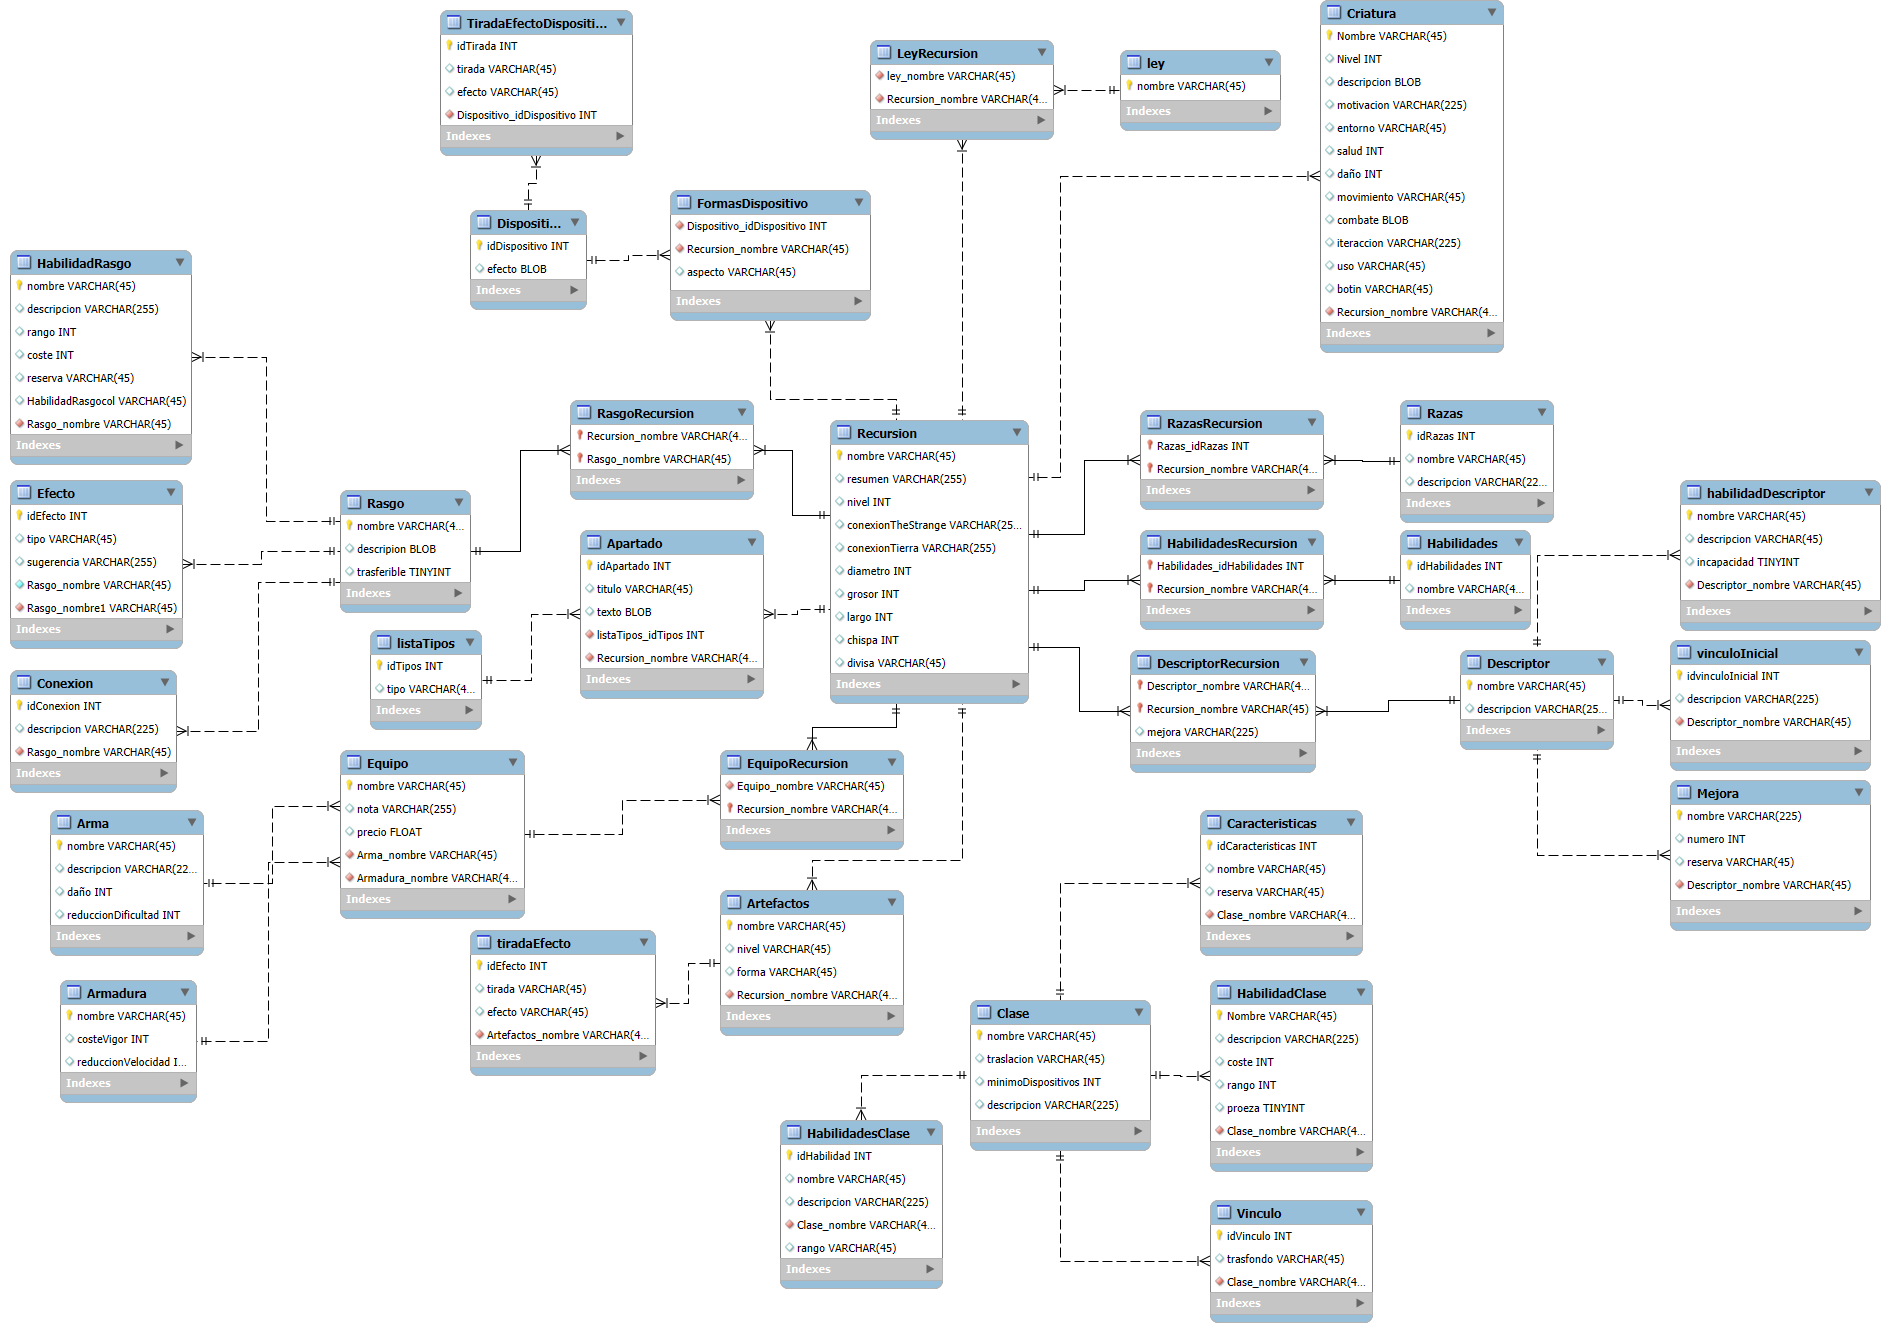 TiradaEfectoDispositi...
idTirada INT
tirada VARCHAR(45)
efecto VARCHAR(45)
Dispositivo_idDispositivo INT
Indexes
LeyRecursion
ley_nombre VARCHAR(45)
Recursion_nombre VARCHAR(4...
Indexes
ley
nombre VARCHAR(45)
Indexes
Criatura
Nombre VARCHAR(45)
Nivel INT
descripcion BLOB
motivacion VARCHAR(225)
entorno VARCHAR(45)
salud INT
daño INT
movimiento VARCHAR(45)
combate BLOB
iteraccion VARCHAR(225)
uso VARCHAR(45)
botin VARCHAR(45)
Recursion_nombre VARCHAR(4...
Indexes
Dispositi...
idDispositivo INT
efecto BLOB
Indexes
FormasDispositivo
Dispositivo_idDispositivo INT
Recursion_nombre VARCHAR(45)
aspecto VARCHAR(45)
Indexes
HabilidadRasgo
nombre VARCHAR(45)
descripcion VARCHAR(255)
rango INT
coste INT
reserva VARCHAR(45)
HabilidadRasgocol VARCHAR(45)
Rasgo_nombre VARCHAR(45)
Indexes
Efecto
idEfecto INT
tipo VARCHAR(45)
sugerencia VARCHAR(255)
Rasgo_nombre VARCHAR(45)
Rasgo_nombre1 VARCHAR(45)
Indexes
Conexion
idConexion INT
descripcion VARCHAR(225)
Rasgo_nombre VARCHAR(45)
Indexes
Rasgo
nombre VARCHAR(4...
descripion BLOB
trasferible TINYINT
Indexes
RasgoRecursion
Recursion_nombre VARCHAR(4...
Rasgo_nombre VARCHAR(45)
Indexes
Apartado
idApartado INT
titulo VARCHAR(45)
texto BLOB
listaTipos_idTipos INT
Recursion_nombre VARCHAR(4...
Indexes
listaTipos
idTipos INT
tipo VARCHAR(4...
Indexes
Recursion
nombre VARCHAR(45)
resumen VARCHAR(255)
nivel INT
conexionTheStrange VARCHAR(25...
conexionTierra VARCHAR(255)
diametro INT
grosor INT
largo INT
chispa INT
divisa VARCHAR(45)
Indexes
RazasRecursion
Razas_idRazas INT
Recursion_nombre VARCHAR(4...
Indexes
Razas
idRazas INT
nombre VARCHAR(45)
descripcion VARCHAR(22...
Indexes
HabilidadesRecursion
Habilidades_idHabilidades INT
Recursion_nombre VARCHAR(4...
Indexes
Habilidades
idHabilidades INT
nombre VARCHAR(4...
Indexes
DescriptorRecursion
Descriptor_nombre VARCHAR(4...
Recursion_nombre VARCHAR(45)
mejora VARCHAR(225)
Indexes
Descriptor
nombre VARCHAR(45)
descripcion VARCHAR(25...
Indexes
habilidadDescriptor
nombre VARCHAR(45)
descripcion VARCHAR(45)
incapacidad TINYINT
Descriptor_nombre VARCHAR(45)
Indexes
vinculoInicial
idvinculoInicial INT
descripcion VARCHAR(225)
Descriptor_nombre VARCHAR(45)
Indexes
Mejora
nombre VARCHAR(225)
numero INT
reserva VARCHAR(45)
Descriptor_nombre VARCHAR(45)
Indexes
Equipo
nombre VARCHAR(45)
nota VARCHAR(255)
precio FLOAT
Arma_nombre VARCHAR(45)
Armadura_nombre VARCHAR(4...
Indexes
EquipoRecursion
Equipo_nombre VARCHAR(45)
Recursion_nombre VARCHAR(4...
Indexes
Arma
nombre VARCHAR(45)
descripcion VARCHAR(22...
daño INT
reduccionDificultad INT
Indexes
Armadura
nombre VARCHAR(45)
costeVigor INT
reduccionVelocidad I...
Indexes
tiradaEfecto
idEfecto INT
tirada VARCHAR(45)
efecto VARCHAR(45)
Artefactos_nombre VARCHAR(4...
Indexes
Artefactos
nombre VARCHAR(45)
nivel VARCHAR(45)
forma VARCHAR(45)
Recursion_nombre VARCHAR(4...
Indexes
Caracteristicas
idCaracteristicas INT
nombre VARCHAR(45)
reserva VARCHAR(45)
Clase_nombre VARCHAR(4...
Indexes
Clase
nombre VARCHAR(45)
traslacion VARCHAR(45)
minimoDispositivos INT
descripcion VARCHAR(225)
Indexes
HabilidadClase
Nombre VARCHAR(45)
descripcion VARCHAR(225)
coste INT
rango INT
proeza TINYINT
Clase_nombre VARCHAR(4...
Indexes
HabilidadesClase
idHabilidad INT
nombre VARCHAR(45)
descripcion VARCHAR(225)
Clase_nombre VARCHAR(4...
rango VARCHAR(45)
Indexes
Vinculo
idVinculo INT
trasfondo VARCHAR(45)
Clase_nombre VARCHAR(4...
Indexes